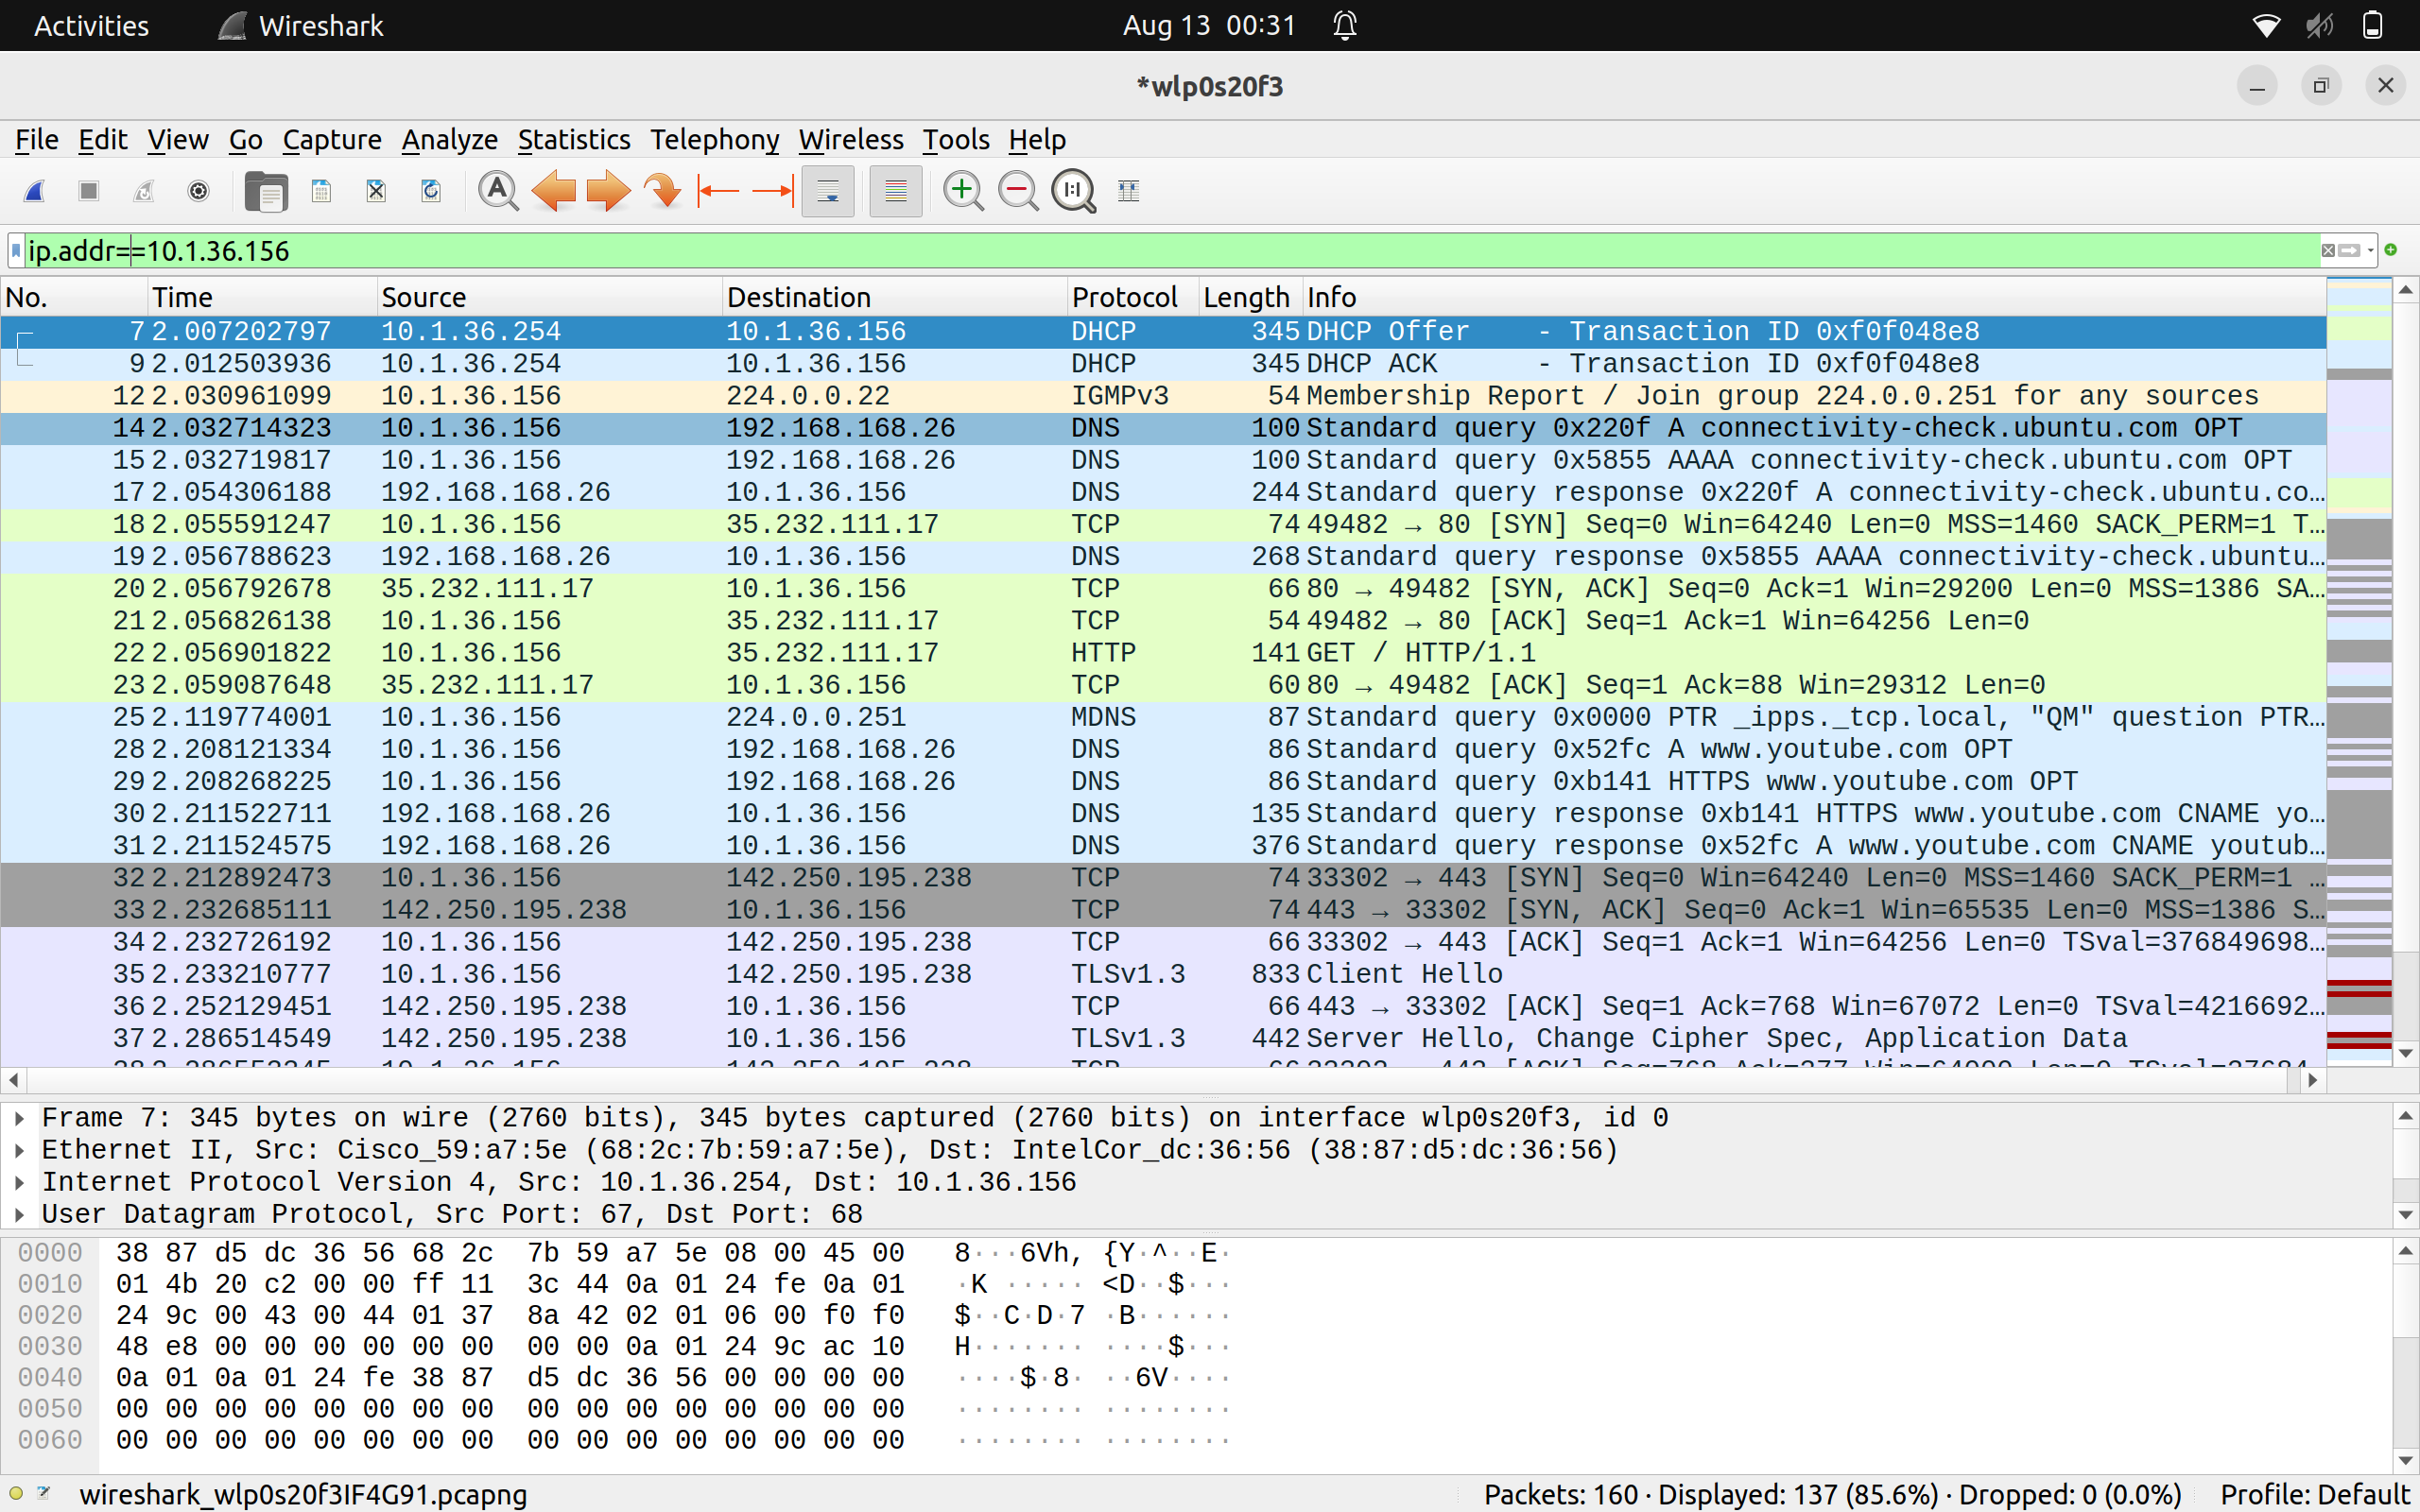 Activities Wireshark Aug 13 00:31
*wlp0s20f3
File Edit View Go Capture Analyze Statistics Telephony Wireless Tools Help
ip.addr==10.1.36.156
No. Time Source Destination Protocol Length Info
7 2.007202797 10.1.36.254 10.1.36.156 DHCP 345 DHCP Offer - Transaction ID 0xf0f048e8
9 2.012503936 10.1.36.254 10.1.36.156 DHCP 345 DHCP ACK - Transaction ID 0xf0f048e8
12 2.030961099 10.1.36.156 224.0.0.22 IGMPv3 54 Membership Report / Join group 224.0.0.251 for any sources
14 2.032714323 10.1.36.156 192.168.168.26 DNS 100 Standard query 0x220f A connectivity-check.ubuntu.com OPT
15 2.032719817 10.1.36.156 192.168.168.26 DNS 100 Standard query 0x5855 AAAA connectivity-check.ubuntu.com OPT
17 2.054306188 192.168.168.26 10.1.36.156 DNS 244 Standard query response 0x220f A connectivity-check.ubuntu.co…
18 2.055591247 10.1.36.156 35.232.111.17 TCP 74 49482 → 80 [SYN] Seq=0 Win=64240 Len=0 MSS=1460 SACK_PERM=1 T…
19 2.056788623 192.168.168.26 10.1.36.156 DNS 268 Standard query response 0x5855 AAAA connectivity-check.ubuntu…
20 2.056792678 35.232.111.17 10.1.36.156 TCP 66 80 → 49482 [SYN, ACK] Seq=0 Ack=1 Win=29200 Len=0 MSS=1386 SA…
21 2.056826138 10.1.36.156 35.232.111.17 TCP 54 49482 → 80 [ACK] Seq=1 Ack=1 Win=64256 Len=0
22 2.056901822 10.1.36.156 35.232.111.17 HTTP 141 GET / HTTP/1.1
23 2.059087648 35.232.111.17 10.1.36.156 TCP 60 80 → 49482 [ACK] Seq=1 Ack=88 Win=29312 Len=0
25 2.119774001 10.1.36.156 224.0.0.251 MDNS 87 Standard query 0x0000 PTR _ipps._tcp.local, "QM" question PTR…
28 2.208121334 10.1.36.156 192.168.168.26 DNS 86 Standard query 0x52fc A www.youtube.com OPT
29 2.208268225 10.1.36.156 192.168.168.26 DNS 86 Standard query 0xb141 HTTPS www.youtube.com OPT
30 2.211522711 192.168.168.26 10.1.36.156 DNS 135 Standard query response 0xb141 HTTPS www.youtube.com CNAME yo…
31 2.211524575 192.168.168.26 10.1.36.156 DNS 376 Standard query response 0x52fc A www.youtube.com CNAME youtub…
32 2.212892473 10.1.36.156 142.250.195.238 TCP 74 33302 → 443 [SYN] Seq=0 Win=64240 Len=0 MSS=1460 SACK_PERM=1 …
33 2.232685111 142.250.195.238 10.1.36.156 TCP 74 443 → 33302 [SYN, ACK] Seq=0 Ack=1 Win=65535 Len=0 MSS=1386 S…
34 2.232726192 10.1.36.156 142.250.195.238 TCP 66 33302 → 443 [ACK] Seq=1 Ack=1 Win=64256 Len=0 TSval=376849698…
35 2.233210777 10.1.36.156 142.250.195.238 TLSv1.3 833 Client Hello
36 2.252129451 142.250.195.238 10.1.36.156 TCP 66 443 → 33302 [ACK] Seq=1 Ack=768 Win=67072 Len=0 TSval=4216692…
37 2.286514549 142.250.195.238 10.1.36.156 TLSv1.3 442 Server Hello, Change Cipher Spec, Application Data
Frame 7: 345 bytes on wire (2760 bits), 345 bytes captured (2760 bits) on interface wlp0s20f3, id 0
Ethernet II, Src: Cisco_59:a7:5e (68:2c:7b:59:a7:5e), Dst: IntelCor_dc:36:56 (38:87:d5:dc:36:56)
Internet Protocol Version 4, Src: 10.1.36.254, Dst: 10.1.36.156
User Datagram Protocol, Src Port: 67, Dst Port: 68
0000 38 87 d5 dc 36 56 68 2c 7b 59 a7 5e 08 00 45 00 8···6Vh, {Y·^··E·
0010 01 4b 20 c2 00 00 ff 11 3c 44 0a 01 24 fe 0a 01 ·K ····· <D··$···
0020 24 9c 00 43 00 44 01 37 8a 42 02 01 06 00 f0 f0 $··C·D·7 ·B······
0030 48 e8 00 00 00 00 00 00 00 00 0a 01 24 9c ac 10 H······· ····$···
0040 0a 01 0a 01 24 fe 38 87 d5 dc 36 56 00 00 00 00 ····$·8· ··6V····
0050 00 00 00 00 00 00 00 00 00 00 00 00 00 00 00 00 ········ ········
0060 00 00 00 00 00 00 00 00 00 00 00 00 00 00 00 00 ········ ········
wireshark_wlp0s20f3IF4G91.pcapng Packets: 160 · Displayed: 137 (85.6%) · Dropped: 0 (0.0%) Profile: Default